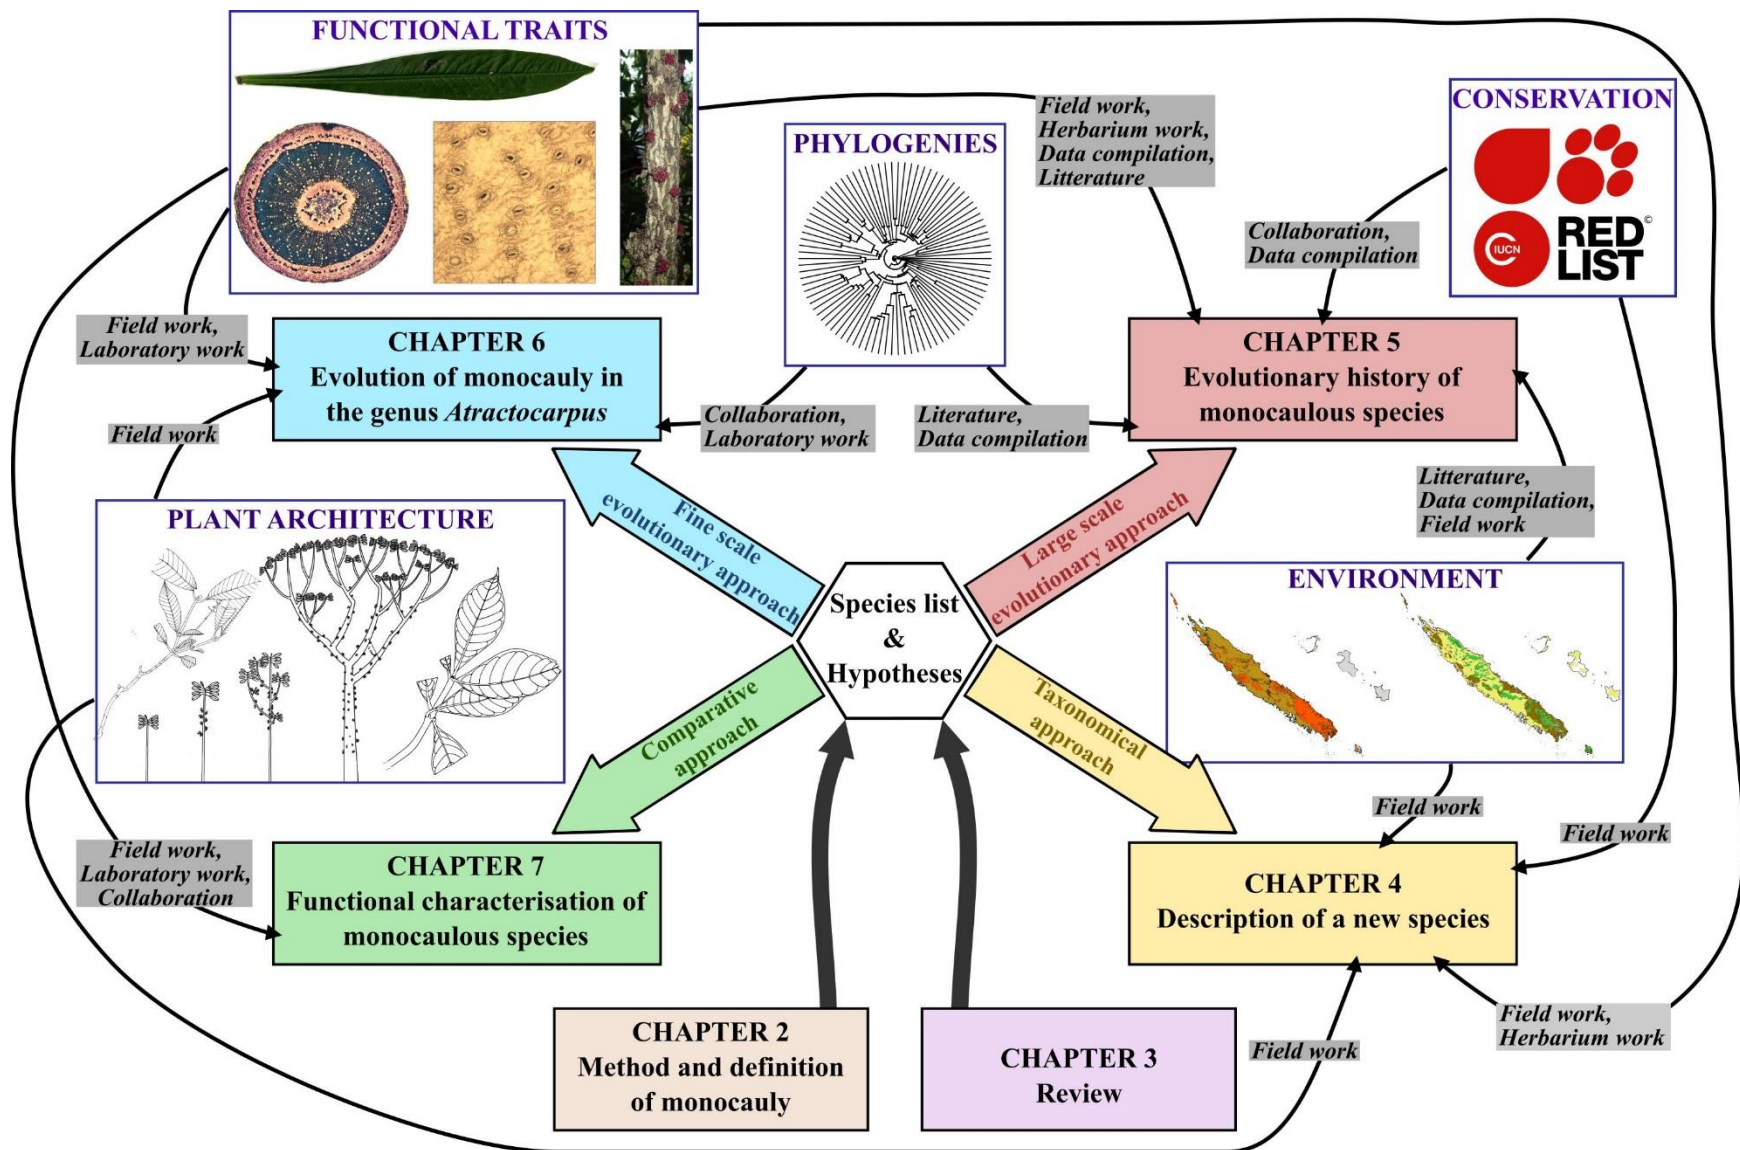 FUNCTIONAL TRAITS
PHYLOGENIES
CONSERVATION
IUCN
RED
LIST
©
Field work,
Herbarium work,
Data compilation,
Litterature
Collaboration,
Data compilation
Field work,
Laboratory work
CHAPTER 6
Evolution of monocauly in
the genus Atractocarpus
Collaboration,
Laboratory work
Literature,
Data compilation
CHAPTER 5
Evolutionary history of
monocaulous species
Field work
Litterature,
Data compilation,
Field work
PLANT ARCHITECTURE
Fine scale
evolutionary approach
Large scale
evolutionary approach
ENVIRONMENT
Species list
&
Hypotheses
Comparative
approach
Taxonomical
approach
Field work
Field work
Field work,
Laboratory work,
Collaboration
CHAPTER 7
Functional characterisation of
monocaulous species
CHAPTER 4
Description of a new species
CHAPTER 2
Method and definition
of monocauly
CHAPTER 3
Review
Field work
Field work,
Herbarium work